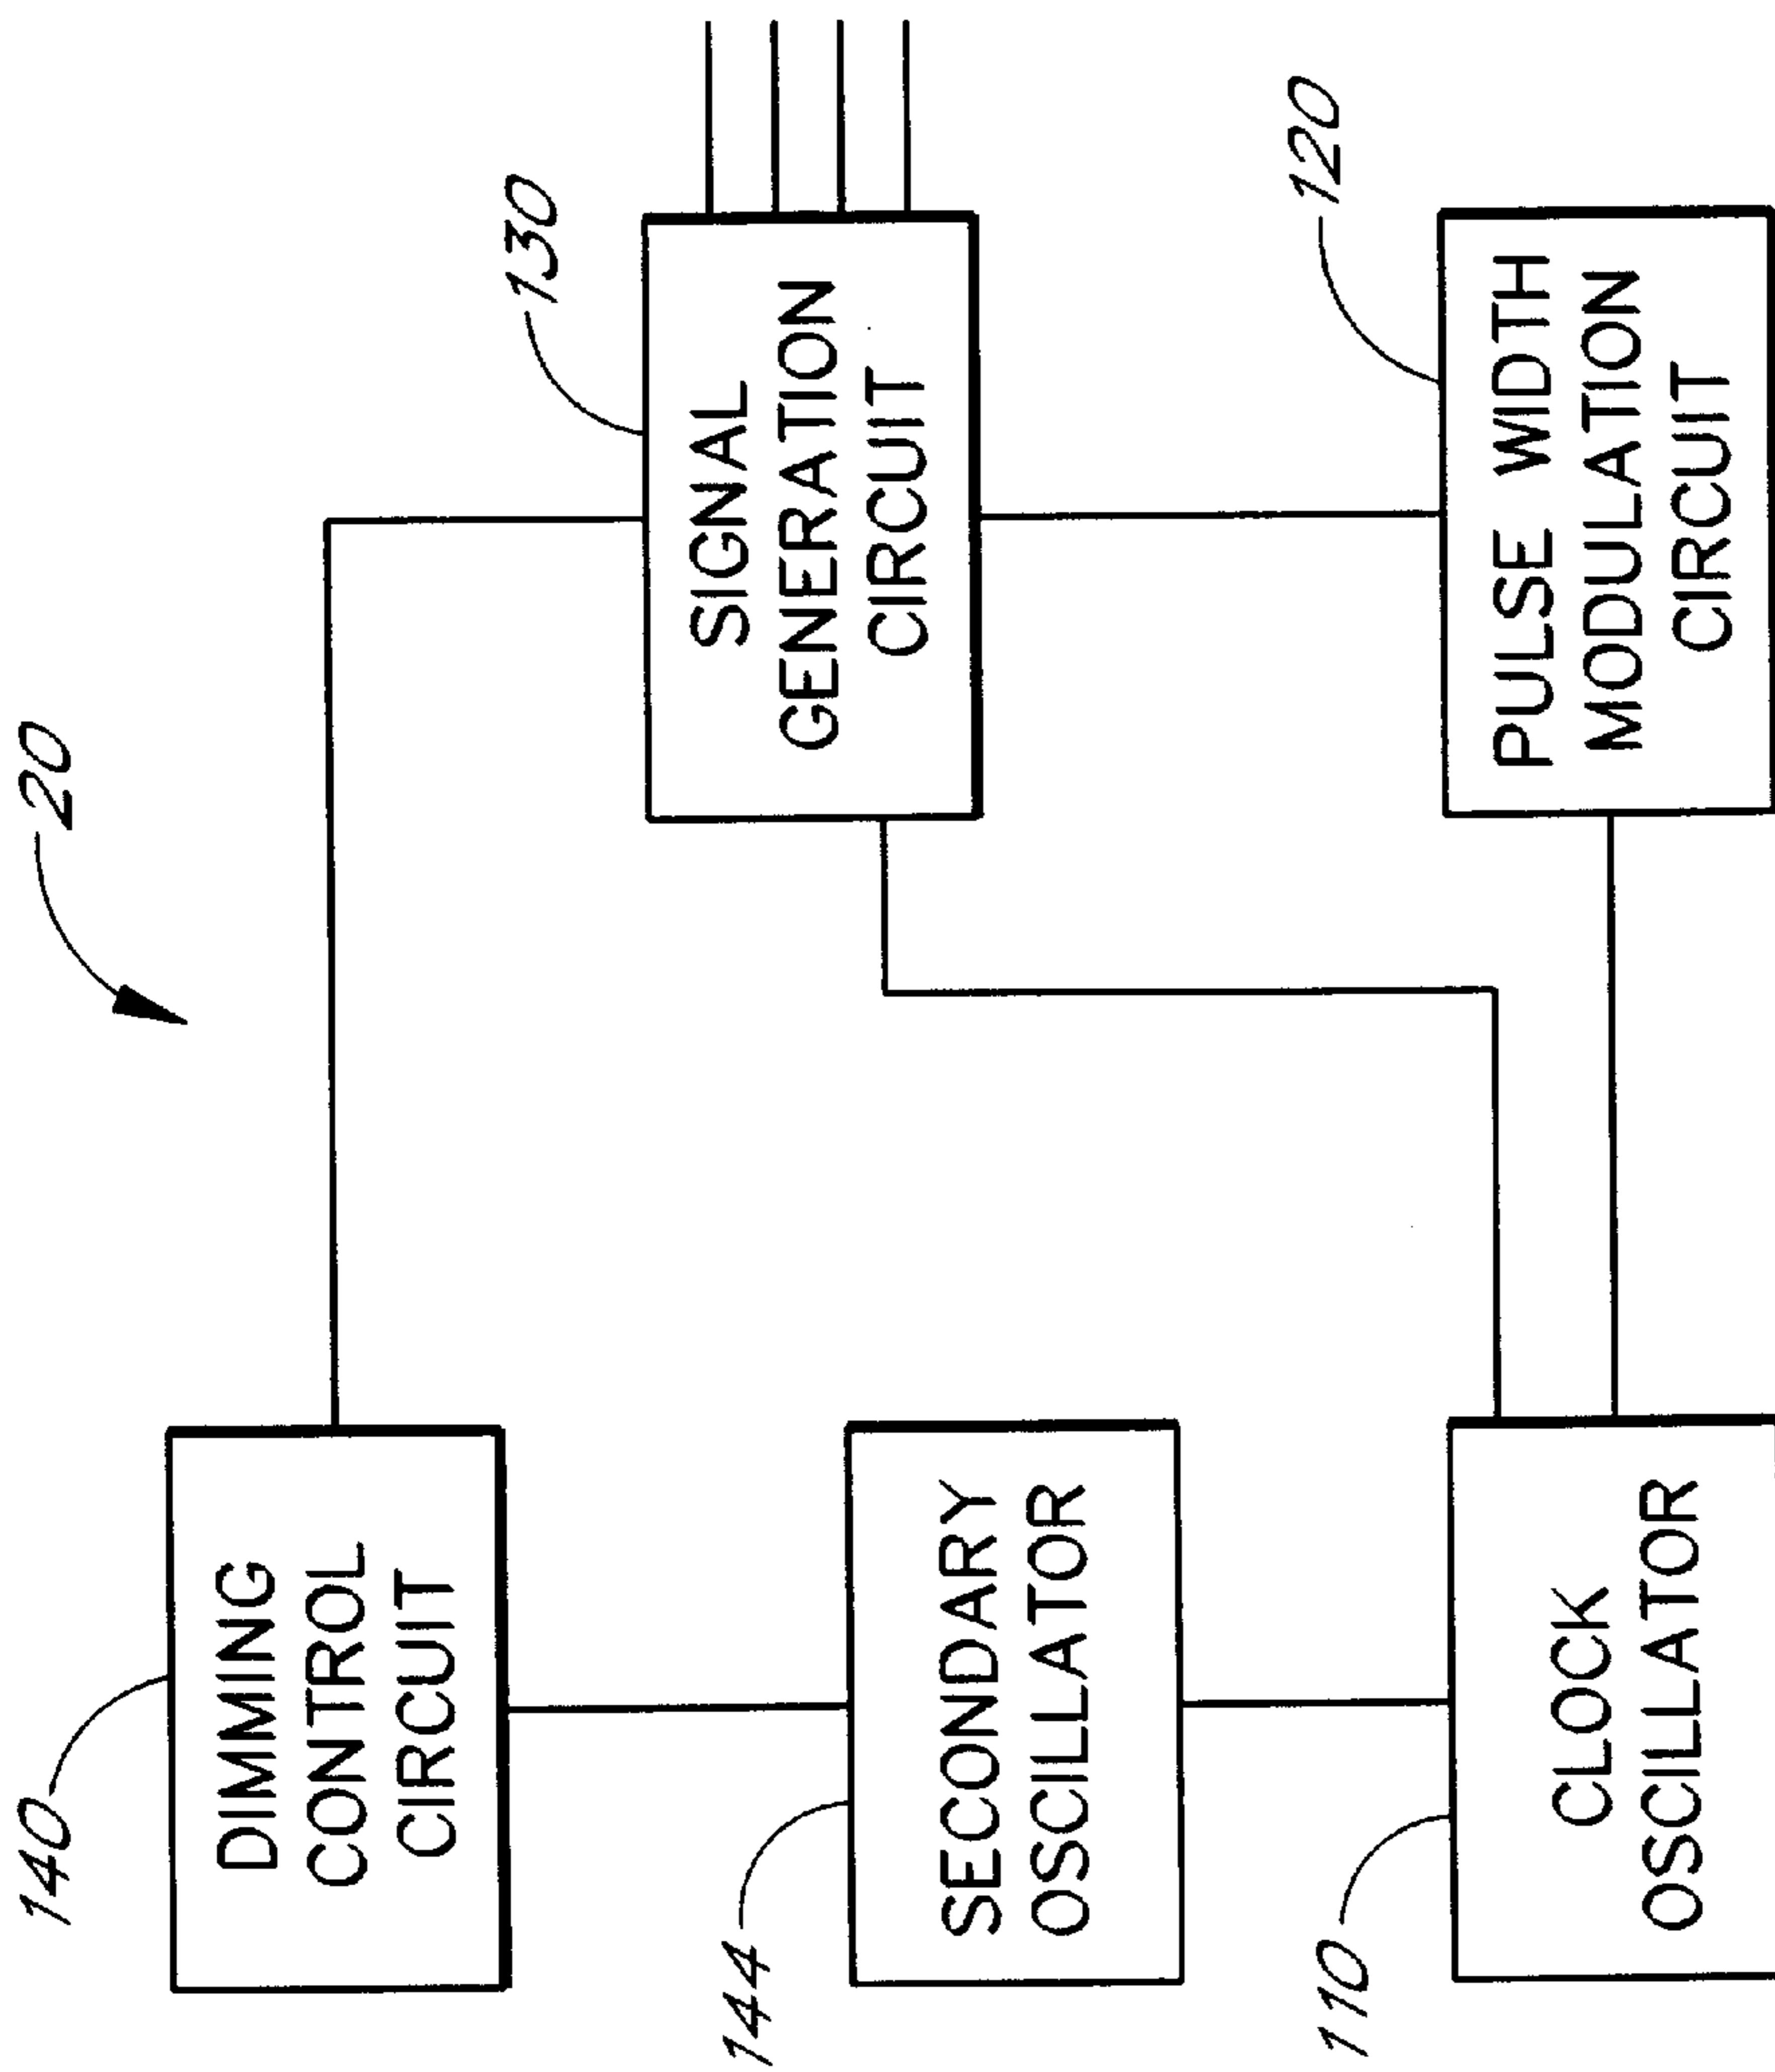 20
140
DIMMING
CONTROL
CIRCUIT
130
SIGNAL
GENERATION
CIRCUIT
144
SECONDARY
OSCILLATOR
110
CLOCK
OSCILLATOR
120
PULSE WIDTH
MODULATION
CIRCUIT